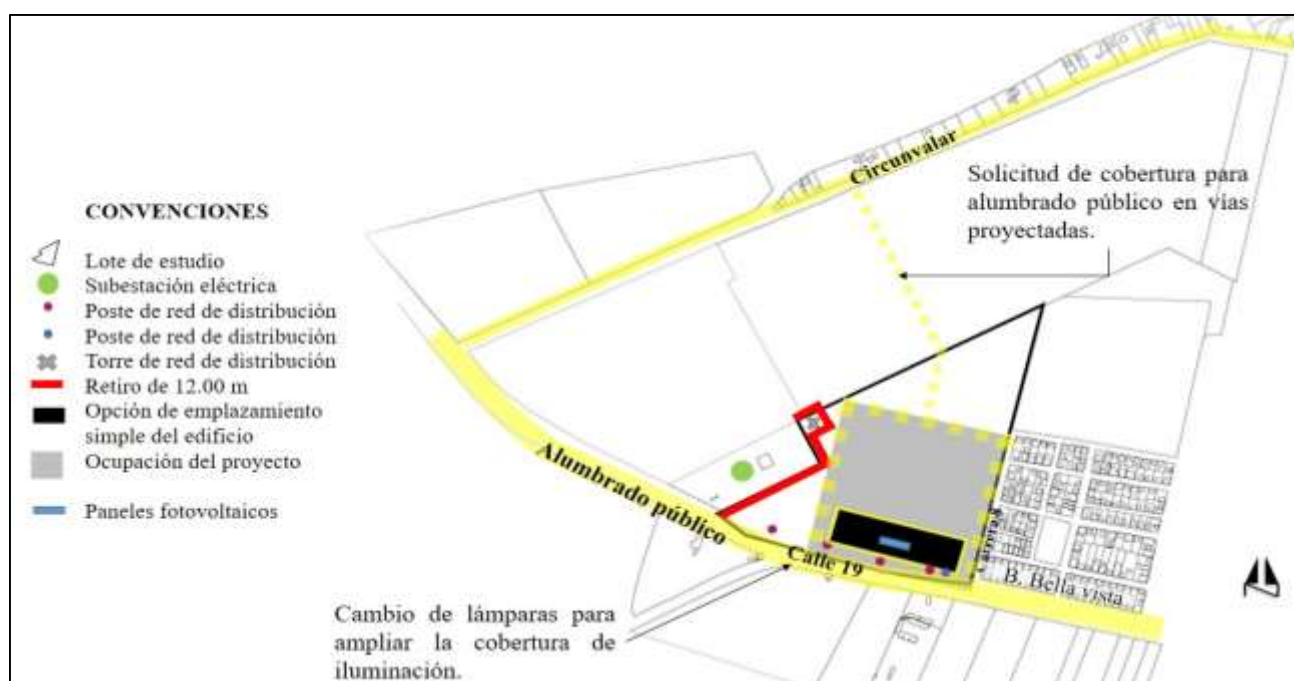 CONVENCIONES
Lote de estudio
Subestación eléctrica
Poste de red de distribución
Poste de red de distribución
Torre de red de distribución
Retiro de 12.00 m
Opción de emplazamiento
simple del edificio
Ocupación del proyecto
Paneles fotovoltaicos
Circunvalar
Solicitud de cobertura para
alumbrado público en vías
proyectadas.
Alumbrado público
Calle 19
B. Bella vista
Cambio de lámparas para
ampliar la cobertura de
iluminación.